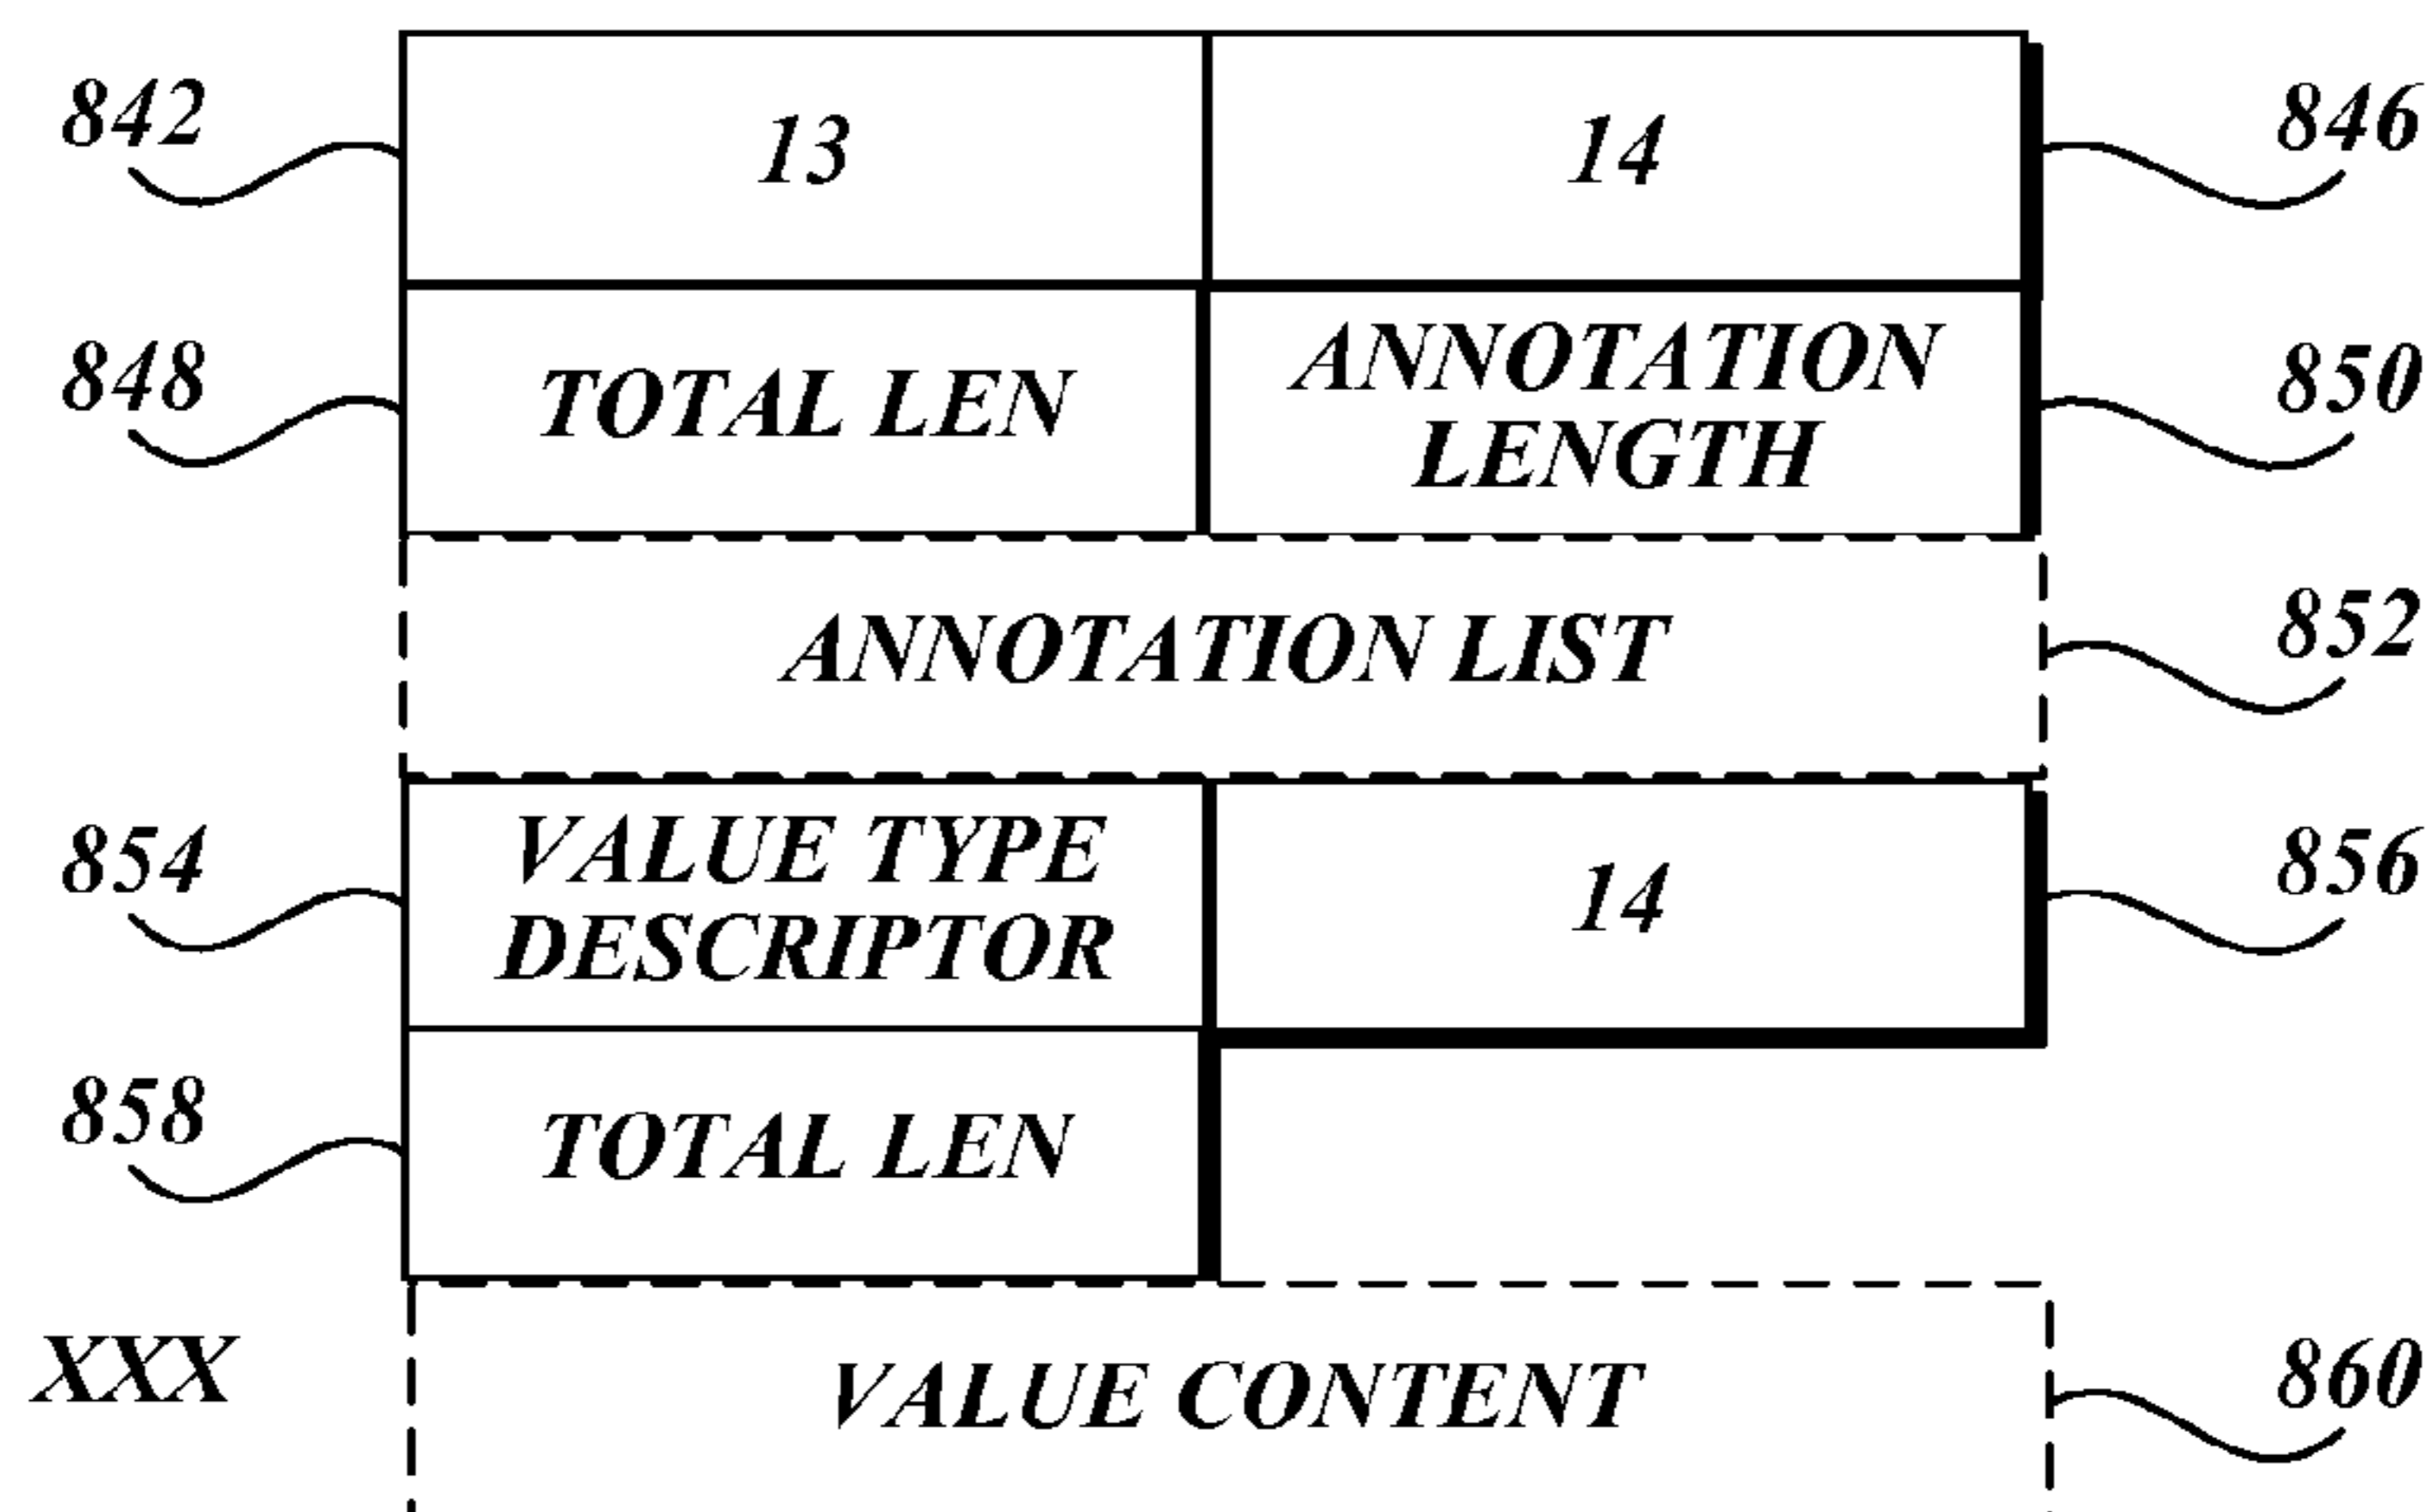 842 13 14 846
848 TOTAL LEN ANNOTATION LENGTH 850
ANNOTATION LIST 852
854 VALUE TYPE DESCRIPTOR 14 856
858 TOTAL LEN
XXX VALUE CONTENT 860